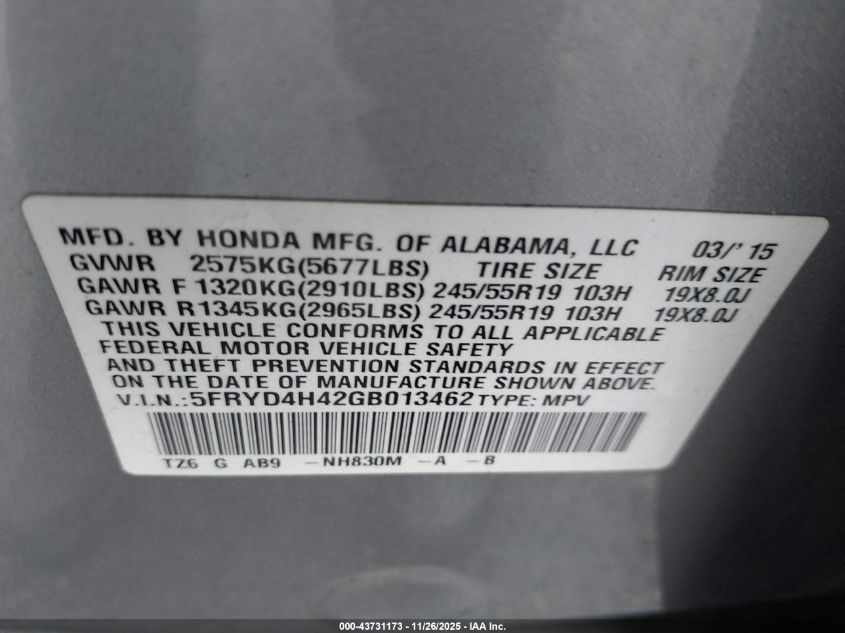 MFD. BY HONDA MFG. OF ALABAMA, LLC 03/' 15
GVWR 2575KG(5677LBS) TIRE SIZE RIM SIZE
GAWR F 1320KG(2910LBS) 245/55R19 103H 19X8.0J
GAWR R1345KG(2965LBS) 245/55R19 103H 19X8.0J
THIS VEHICLE CONFORMS TO ALL APPLICABLE
FEDERAL MOTOR VEHICLE SAFETY
AND THEFT PREVENTION STANDARDS IN EFFECT
ON THE DATE OF MANUFACTURE SHOWN ABOVE.
V.I.N.:5FRYD4H42GB013462 TYPE: MPV
TZ6 G AB9 -NH830M -A -B
000-43731173 - 11/26/2025 - IAA Inc.